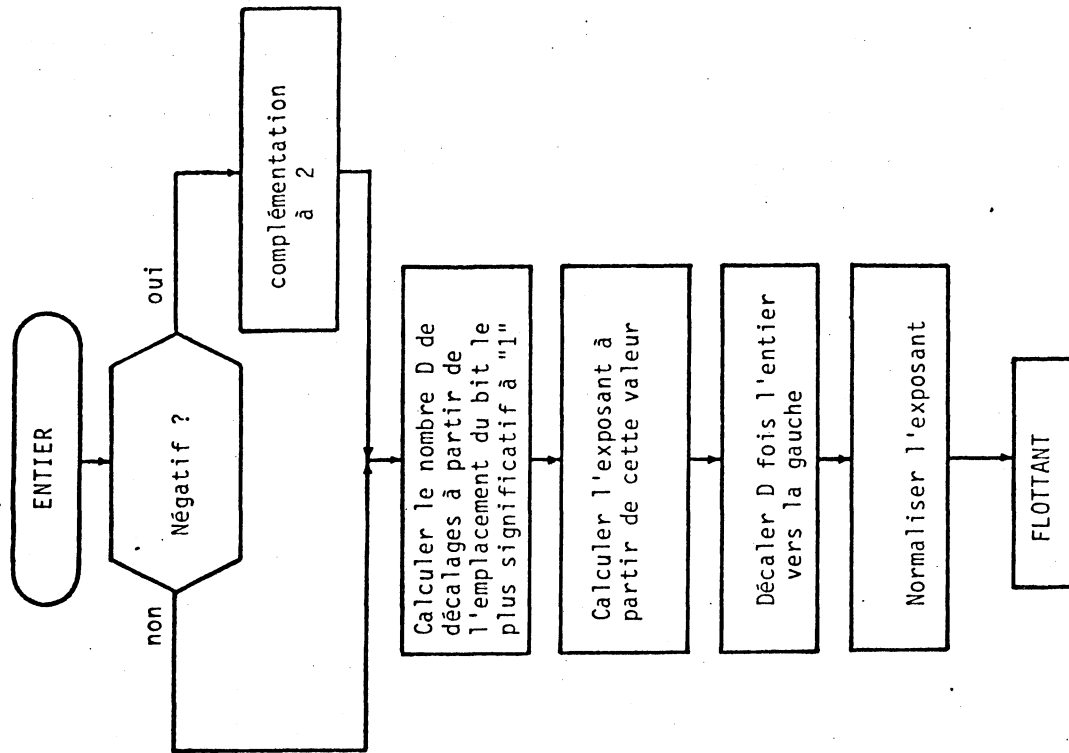 ENTIER
Négatif ?
oui
non
complémentation
à 2
Calculer le nombre D de
décalages à partir de
l'emplacement du bit le
plus significatif à "1"
Calculer l'exposant à
partir de cette valeur
Décaler D fois l'entier
vers la gauche
Normaliser l'exposant
FLOTTANT